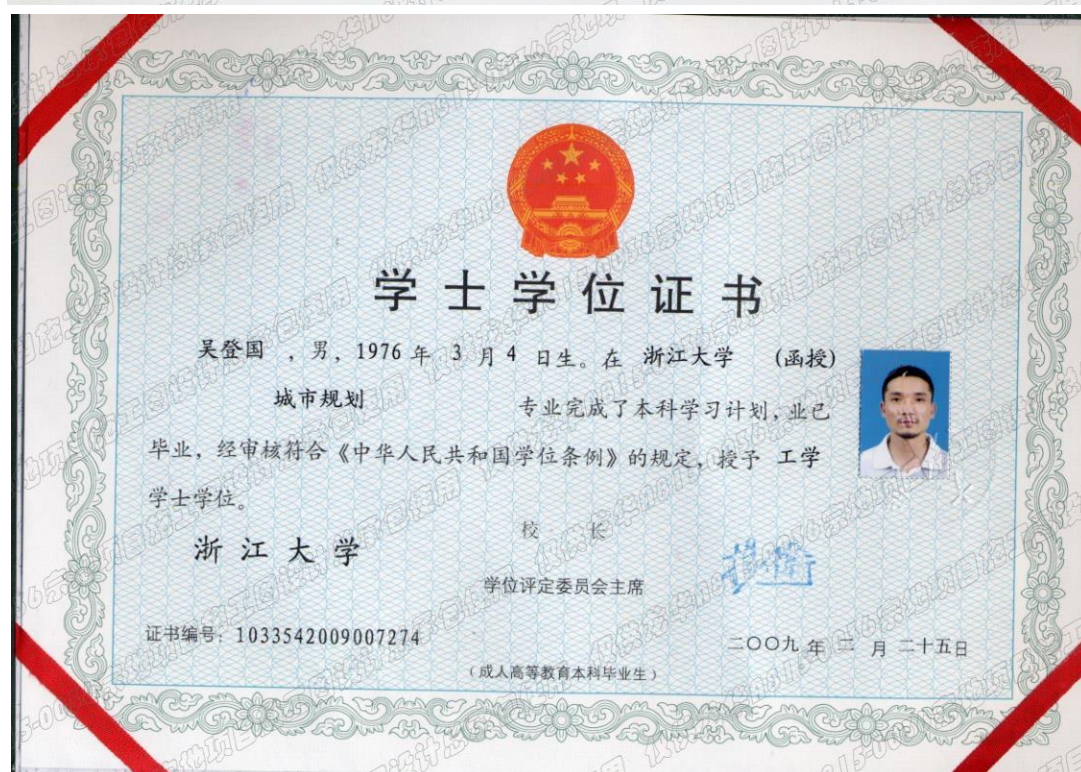 学士学位证书
吴登国 ，男，1976 年 3 月 4 日生。在 浙江大学 (函授)
城市规划 专业完成了本科学习计划，业已
毕业，经审核符合《中华人民共和国学位条例》的规定，授予 工学
学士学位。
校 长
浙江大学
学位评定委员会主席
证书编号：1033542009007274
二〇〇九 年 二 月 二十五日
（成人高等教育本科毕业生）